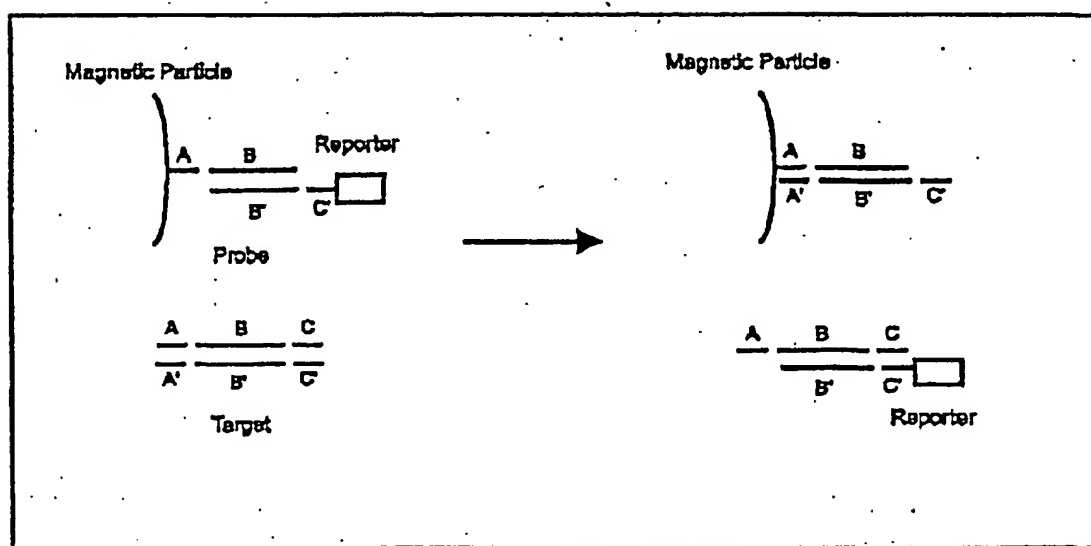 Magnetic Particle
A B Reporter
B' C'
Probe
A B C
A' B' C'
Target
Magnetic Particle
A B
A' B' C'
A B C
B' C'
Reporter